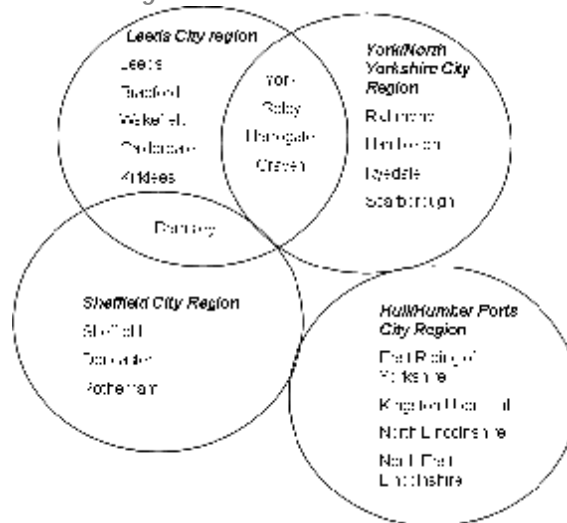 Leeds City region
Leeds
Bradford
Wakefield
Calderdale
Kirklees
York
Selby
Harrogate
Craven
York/North
Yorkshire City
Region
Richmond
Hambleton
Ryedale
Scarborough
Barnsley
Sheffield City Region
Sheffield
Doncaster
Rotherham
Hull/Humber Ports
City Region
East Riding of
Yorkshire
Kingston Upon Hull
North Lincolnshire
North East
Lincolnshire